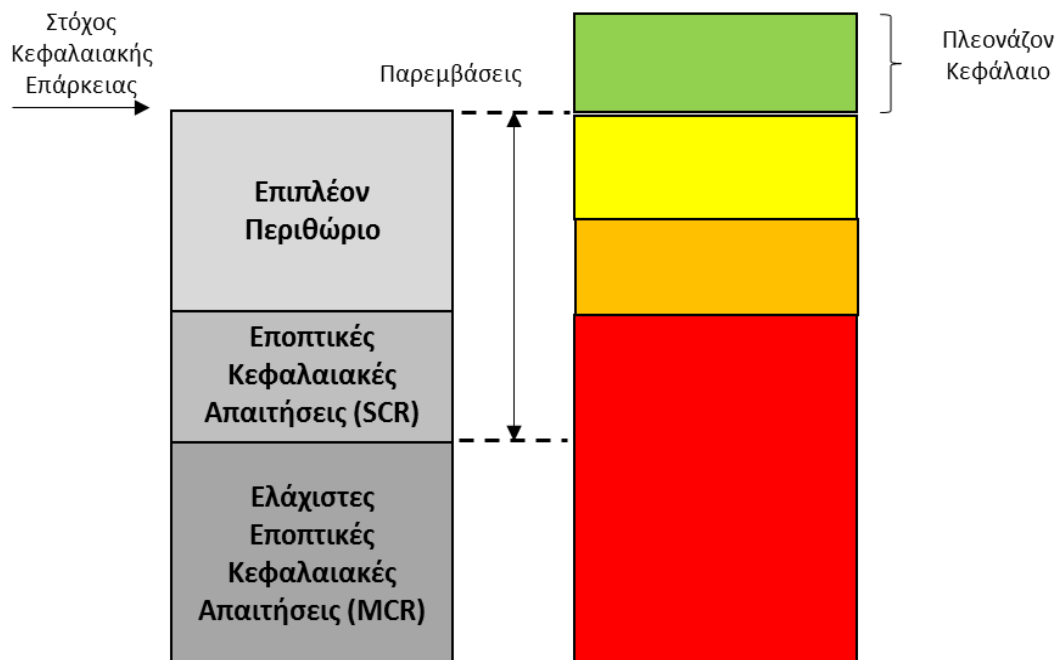 Στόχος
Κεφαλαιακής
Επάρκειας
Παρεμβάσεις
Πλεονάζον
Κεφάλαιο
Επιπλέον
Περιθώριο
Εποπτικές
Κεφαλαιακές
Απαιτήσεις (SCR)
Ελάχιστες
Εποπτικές
Κεφαλαιακές
Απαιτήσεις (MCR)